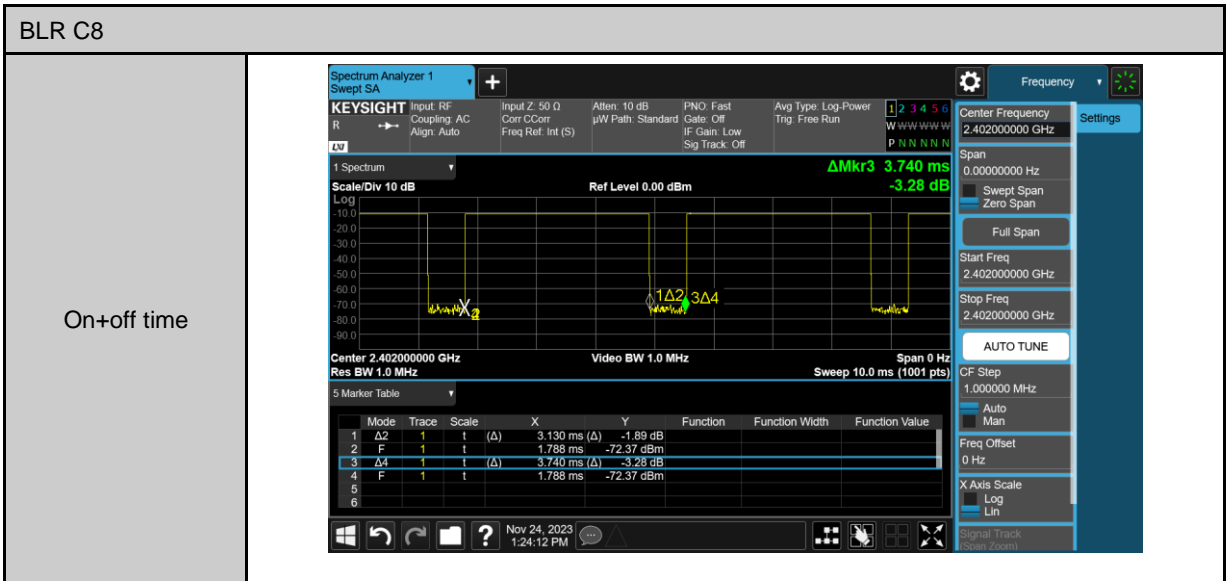 BLR C8
On+off time
Spectrum Analyzer 1
Swept SA
+
Frequency
KEYSIGHT
R
LXI
Input: RF
Coupling: AC
Align: Auto
Input Z: 50 Ω
Corr CCorr
Freq Ref: Int (S)
Atten: 10 dB
µW Path: Standard
PNO: Fast
Gate: Off
IF Gain: Low
Sig Track: Off
Avg Type: Log-Power
Trig: Free Run
1 2 3 4 5 6
W W W W W W
P N N N N N
1 Spectrum
ΔMkr3 3.740 ms
-3.28 dB
Scale/Div 10 dB
Ref Level 0.00 dBm
Log
-10.0
-20.0
-30.0
-40.0
-50.0
-60.0
-70.0
-80.0
-90.0
X
1Δ2
3Δ4
Center 2.402000000 GHz
Video BW 1.0 MHz
Span 0 Hz
Res BW 1.0 MHz
Sweep 10.0 ms (1001 pts)
5 Marker Table
Mode Trace Scale X Y Function Function Width Function Value
1 Δ2 1 t (Δ) 3.130 ms (Δ) -1.89 dB
2 F 1 t 1.788 ms -72.37 dBm
3 Δ4 1 t (Δ) 3.740 ms (Δ) -3.28 dB
4 F 1 t 1.788 ms -72.37 dBm
5
6
?
Nov 24, 2023
1:24:12 PM
Center Frequency
2.402000000 GHz
Settings
Span
0.00000000 Hz
Swept Span
Zero Span
Full Span
Start Freq
2.402000000 GHz
Stop Freq
2.402000000 GHz
AUTO TUNE
CF Step
1.000000 MHz
Auto
Man
Freq Offset
0 Hz
X Axis Scale
Log
Lin
Signal Track
(Span Zoom)